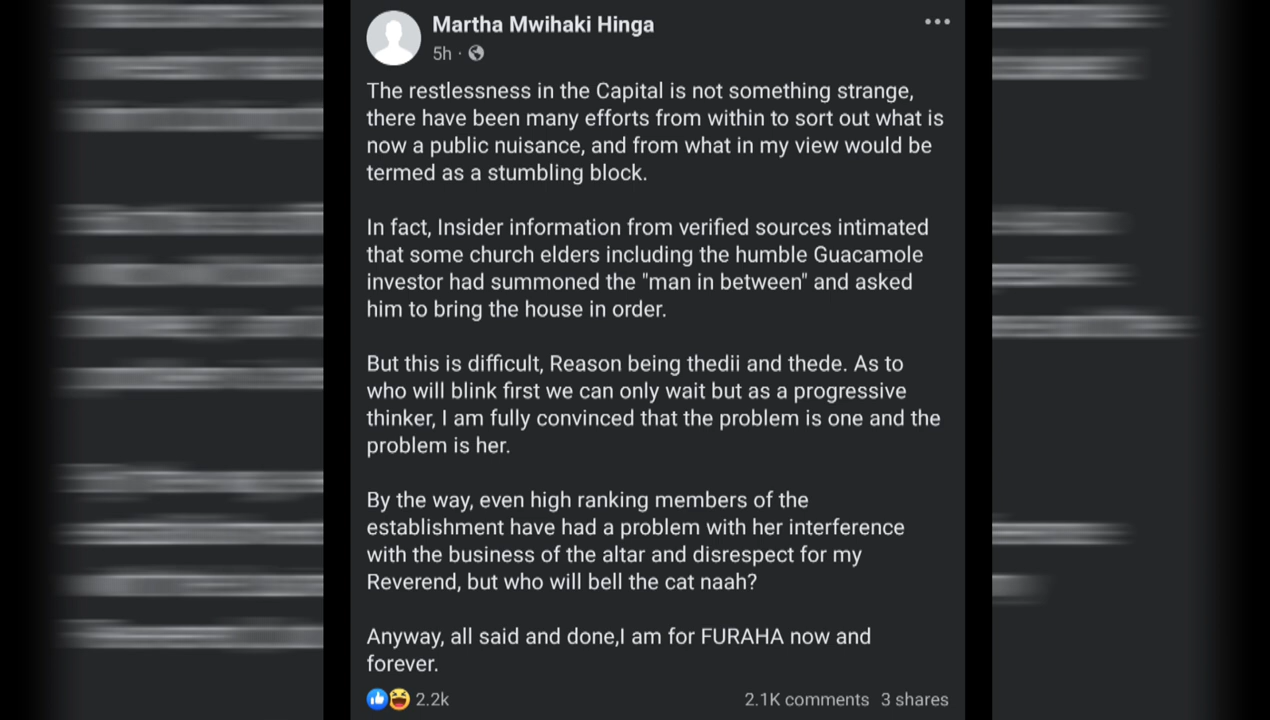 Martha Mwihaki Hinga
5h ·
The restlessness in the Capital is not something strange,
there have been many efforts from within to sort out what is
now a public nuisance, and from what in my view would be
termed as a stumbling block.
In fact, Insider information from verified sources intimated
that some church elders including the humble Guacamole
investor had summoned the "man in between" and asked
him to bring the house in order.
But this is difficult, Reason being thedii and thede. As to
who will blink first we can only wait but as a progressive
thinker, I am fully convinced that the problem is one and the
problem is her.
By the way, even high ranking members of the
establishment have had a problem with her interference
with the business of the altar and disrespect for my
Reverend, but who will bell the cat naah?
Anyway, all said and done,I am for FURAHA now and
forever.
2.2k 2.1K comments 3 shares